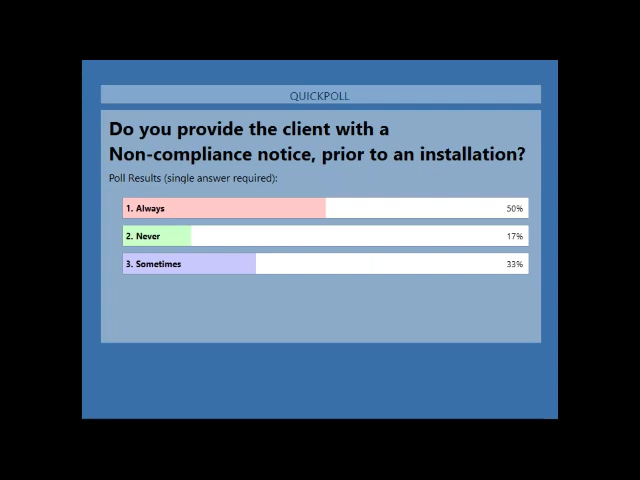 QUICKPOLL
Do you provide the client with a
Non-compliance notice, prior to an installation?
Poll Results (single answer required):
1. Always 50%
2. Never 17%
3. Sometimes 33%